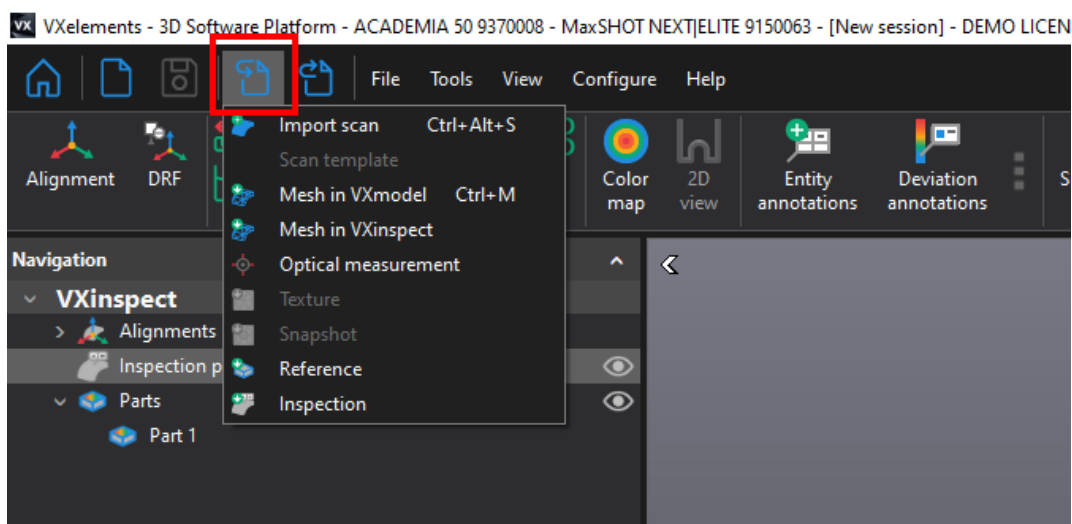 VXelements - 3D Software Platform - ACADEMIA 50 9370008 - MaxSHOT NEXT|ELITE 9150063 - [New session] - DEMO LICEN
File Tools View Configure Help
Alignment DRF
Import scan Ctrl+Alt+S
Scan template
Mesh in VXmodel Ctrl+M
Mesh in VXinspect
Optical measurement
Texture
Snapshot
Reference
Inspection
Color map
2D view
Entity annotations
Deviation annotations
S
Navigation
VXinspect
Alignments
Inspection p
Parts
Part 1